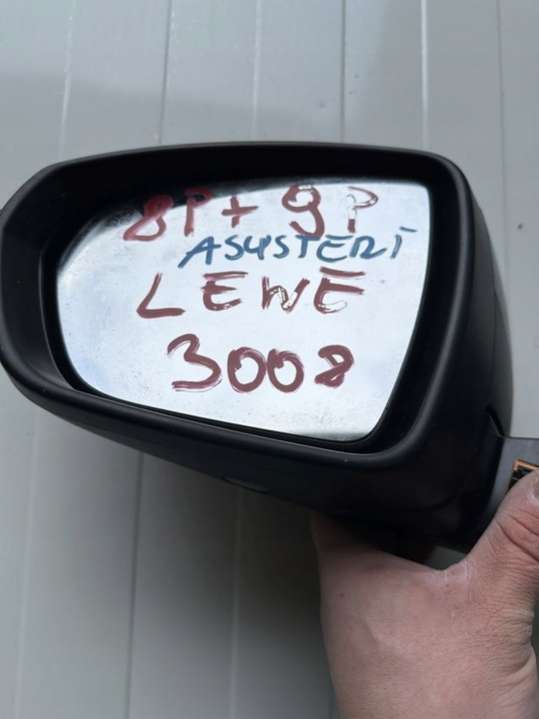 8P + 9P
ASYSTENT
LEWE
3008